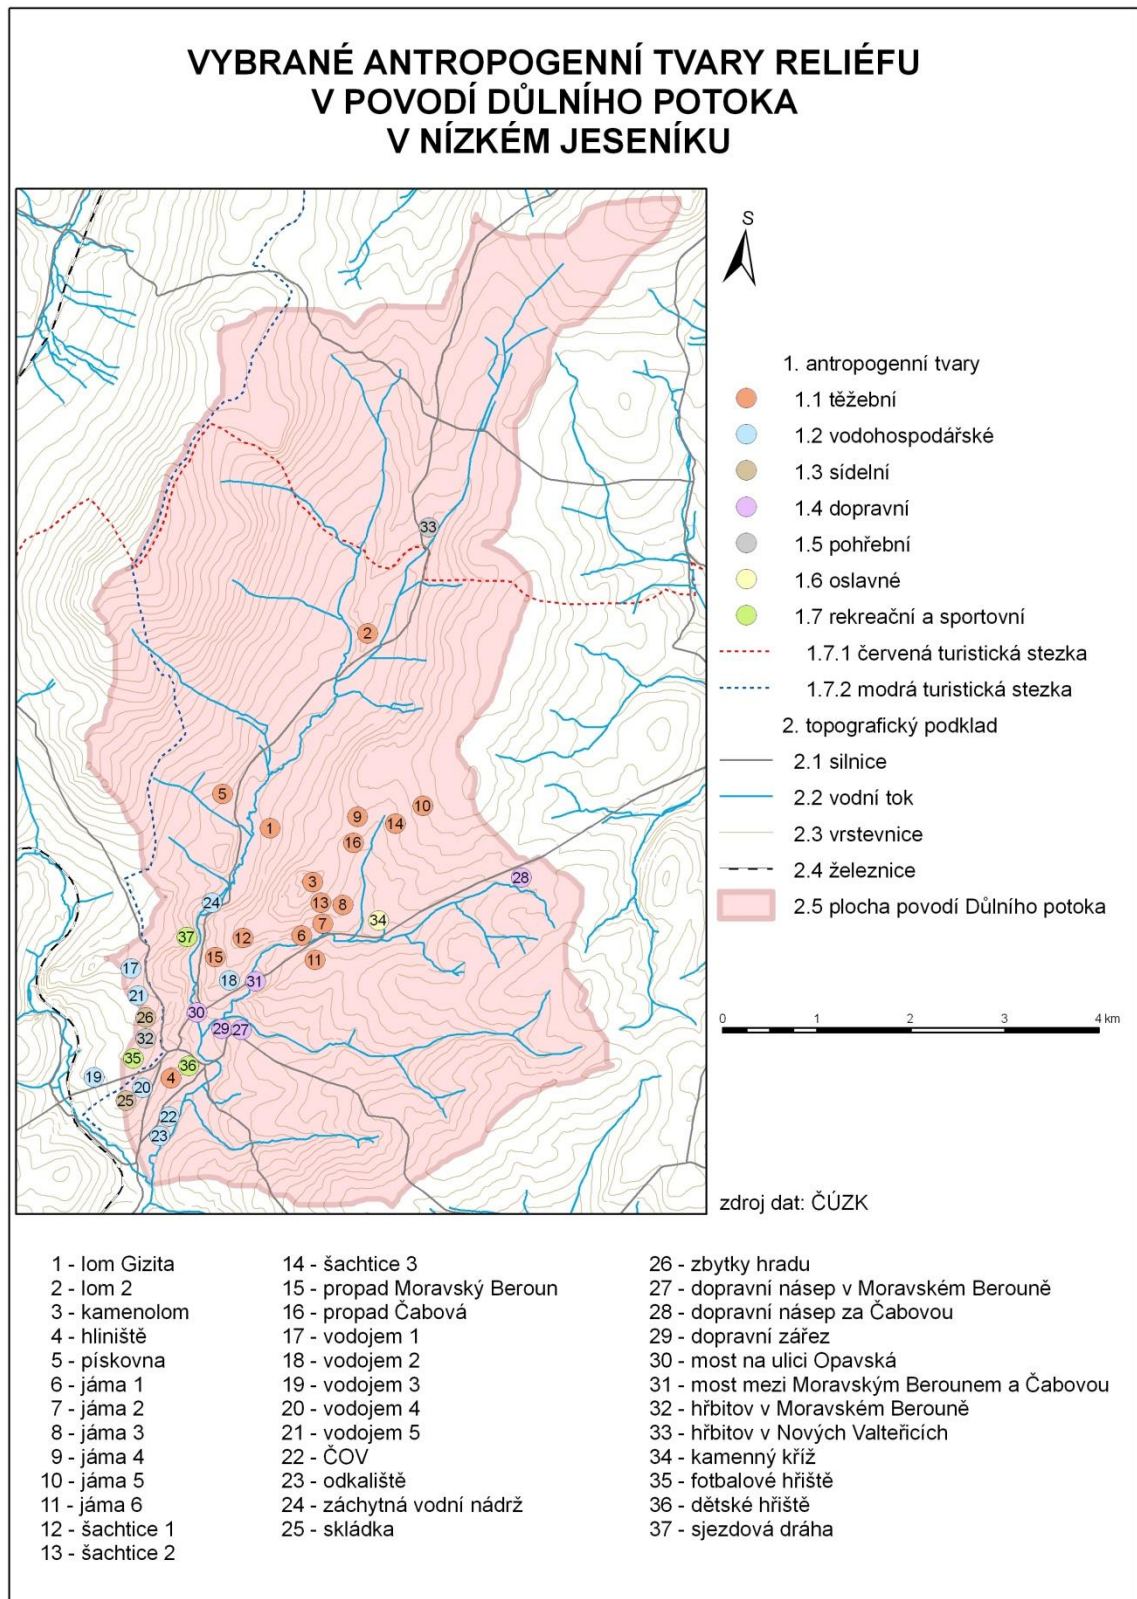 VYBRANÉ ANTROPOGENNÍ TVARY RELIÉFU
V POVODÍ DŮLNÍHO POTOKA
V NÍZKÉM JESENÍKU
S
1. antropogenní tvary
1.1 těžební
1.2 vodohospodářské
1.3 sídelní
1.4 dopravní
1.5 pohřební
1.6 oslavné
1.7 rekreační a sportovní
1.7.1 červená turistická stezka
1.7.2 modrá turistická stezka
2. topografický podklad
2.1 silnice
2.2 vodní tok
2.3 vrstevnice
2.4 železnice
2.5 plocha povodí Důlního potoka
33
2
5
10
9
14
1
16
28
3
24
13
8
34
7
37
12
6
15
11
17
18
31
21
30
26
29
27
32
35
36
19
4
20
25
22
23
0 1 2 3 4 km
zdroj dat: ČÚZK
1 - lom Gizita
2 - lom 2
3 - kamenolom
4 - hliniště
5 - pískovna
6 - jáma 1
7 - jáma 2
8 - jáma 3
9 - jáma 4
10 - jáma 5
11 - jáma 6
12 - šachtice 1
13 - šachtice 2
14 - šachtice 3
15 - propad Moravský Beroun
16 - propad Čabová
17 - vodojem 1
18 - vodojem 2
19 - vodojem 3
20 - vodojem 4
21 - vodojem 5
22 - ČOV
23 - odkaliště
24 - záchytná vodní nádrž
25 - skládka
26 - zbytky hradu
27 - dopravní násep v Moravském Berouně
28 - dopravní násep za Čabovou
29 - dopravní zářez
30 - most na ulici Opavská
31 - most mezi Moravským Berounem a Čabovou
32 - hřbitov v Moravském Berouně
33 - hřbitov v Nových Valteřicích
34 - kamenný kříž
35 - fotbalové hřiště
36 - dětské hřiště
37 - sjezdová dráha